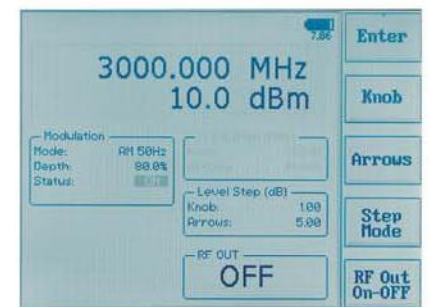 7.86
3000.000 MHz
10.0 dBm
Modulation
Mode: AM 50Hz
Depth: 80.0%
Status:
Level Step (dB)
Knob: 1.00
Arrows: 5.00
RF OUT
OFF
Enter
Knob
Arrows
Step
Mode
RF Out
On-OFF